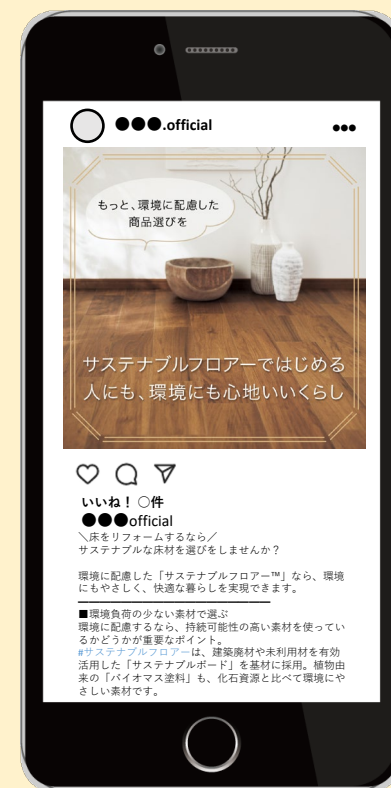 ●●●.official
●●●
もっと、環境に配慮した
商品選びを
サステナブルフロアーではじめる
人にも、環境にも心地いいくらし
いいね！ ○件
●●●official
＼床をリフォームするなら／
サステナブルな床材を選びをしませんか？
環境に配慮した「サステナブルフロアー™」なら、環境
にもやさしく、快適な暮らしを実現できます。
■環境負荷の少ない素材で選ぶ
環境に配慮するなら、持続可能性の高い素材を使ってい
るかどうかが重要なポイント。
#サステナブルフロアーは、建築廃材や未利用材を有効
活用した「サステナブルボード」を基材に採用。植物由
来の「バイオマス塗料」も、化石資源と比べて環境にや
さしい素材です。